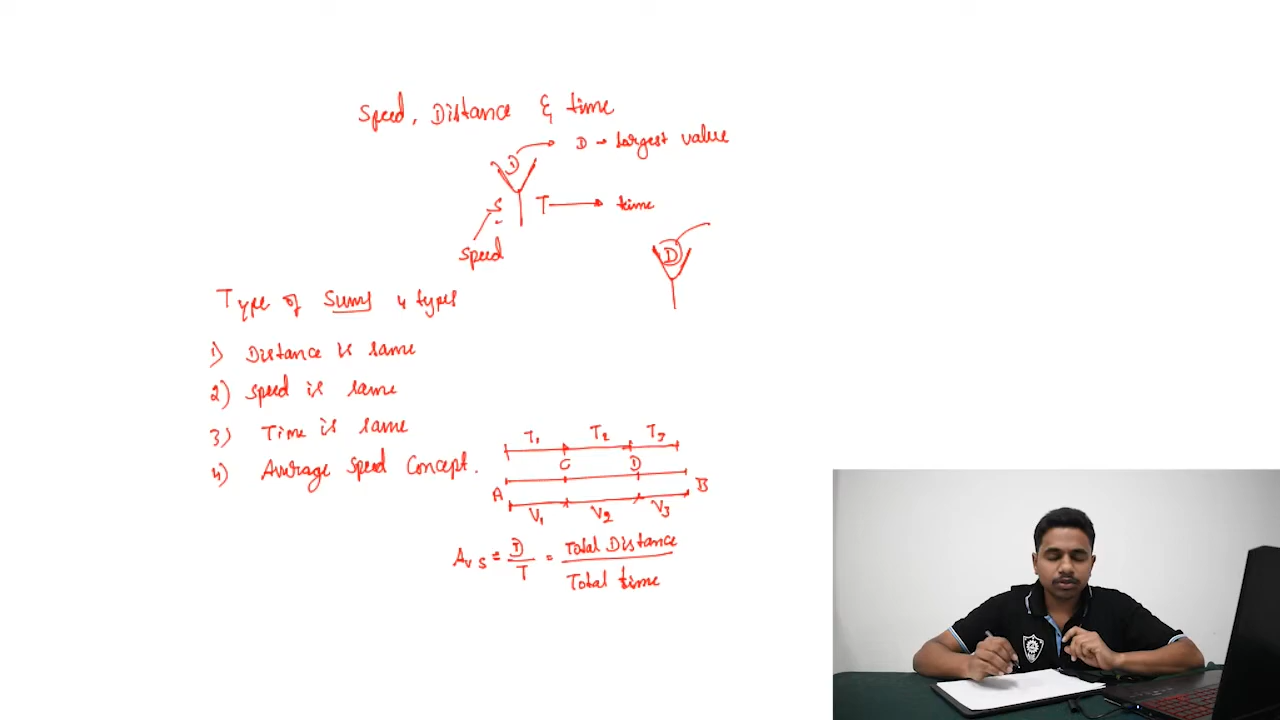 Speed, Distance & time
D → largest value
D
S T → time
speed
D
Type of Sums 4 types
1) Distance is same
2) speed is same
3) Time is same
4) Average Speed Concept.
T1 T2 T3
C D
A B
V1 V2 V3
Avs = D/T = Total Distance / Total time